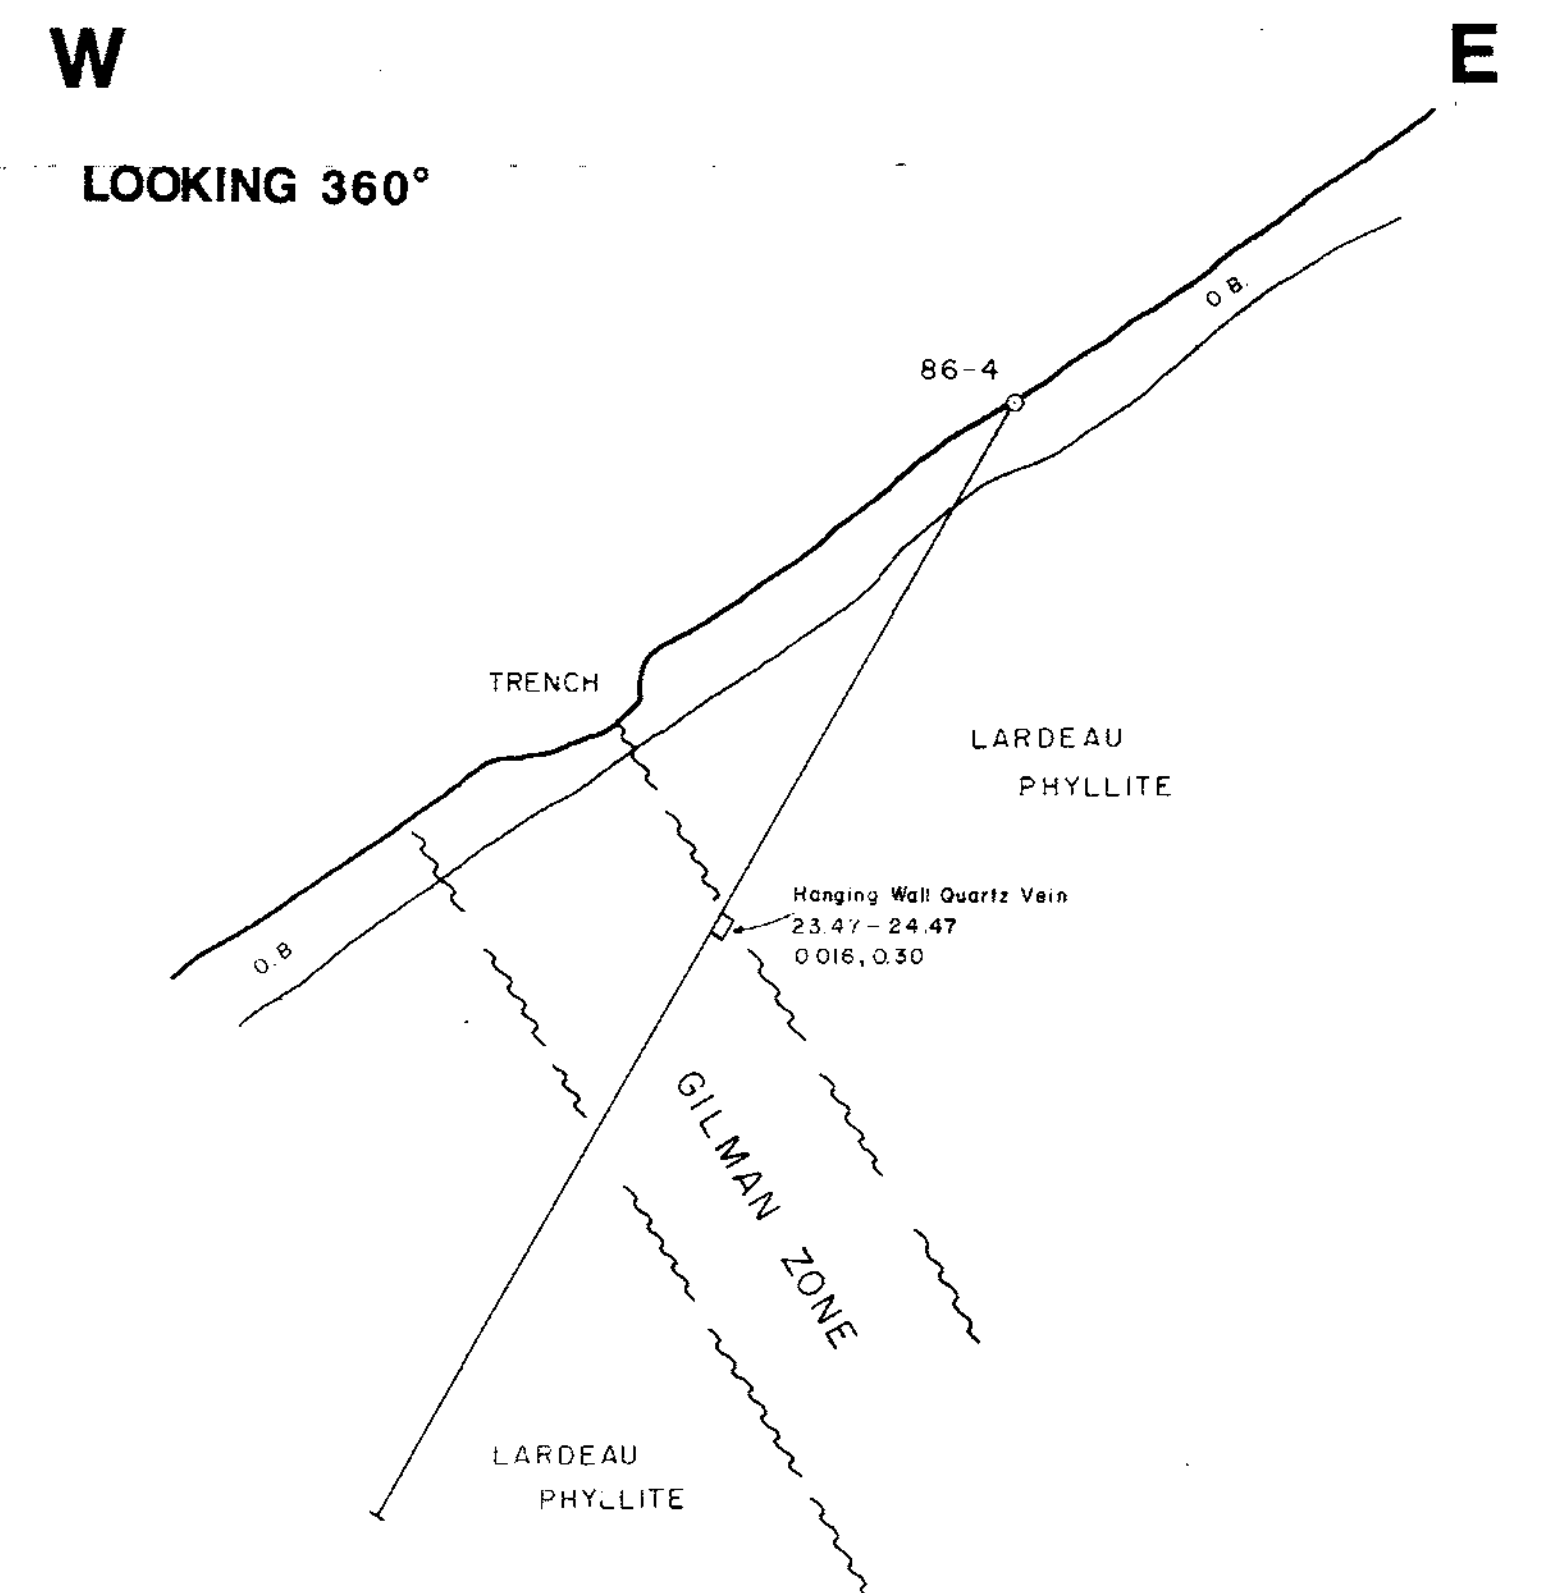 W
E
LOOKING 360°
O B.
86-4
TRENCH
LARDEAU
PHYLLITE
Hanging Wall Quartz Vein
23.47 - 24.47
0 016, 0.30
O. B
GILMAN ZONE
LARDEAU
PHYLLITE